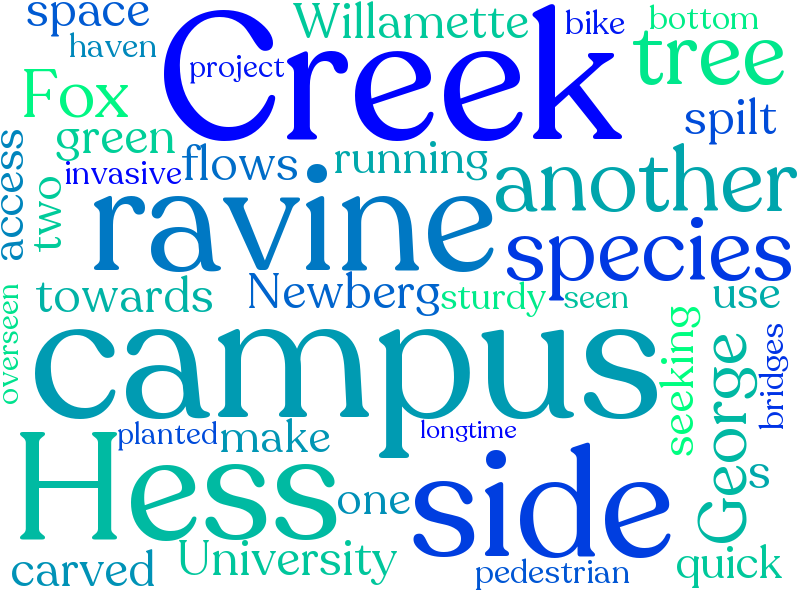 space
Willamette
bike
bottom
haven
project
Creek
tree
Fox
spilt
green
access
invasive
flows
running
another
two
ravine
species
towards
Newberg
sturdy
seen
use
overseen
campus
seeking
George
bridges
planted
make
longtime
Hess
one
side
s
carved
University
pedestrian
quick